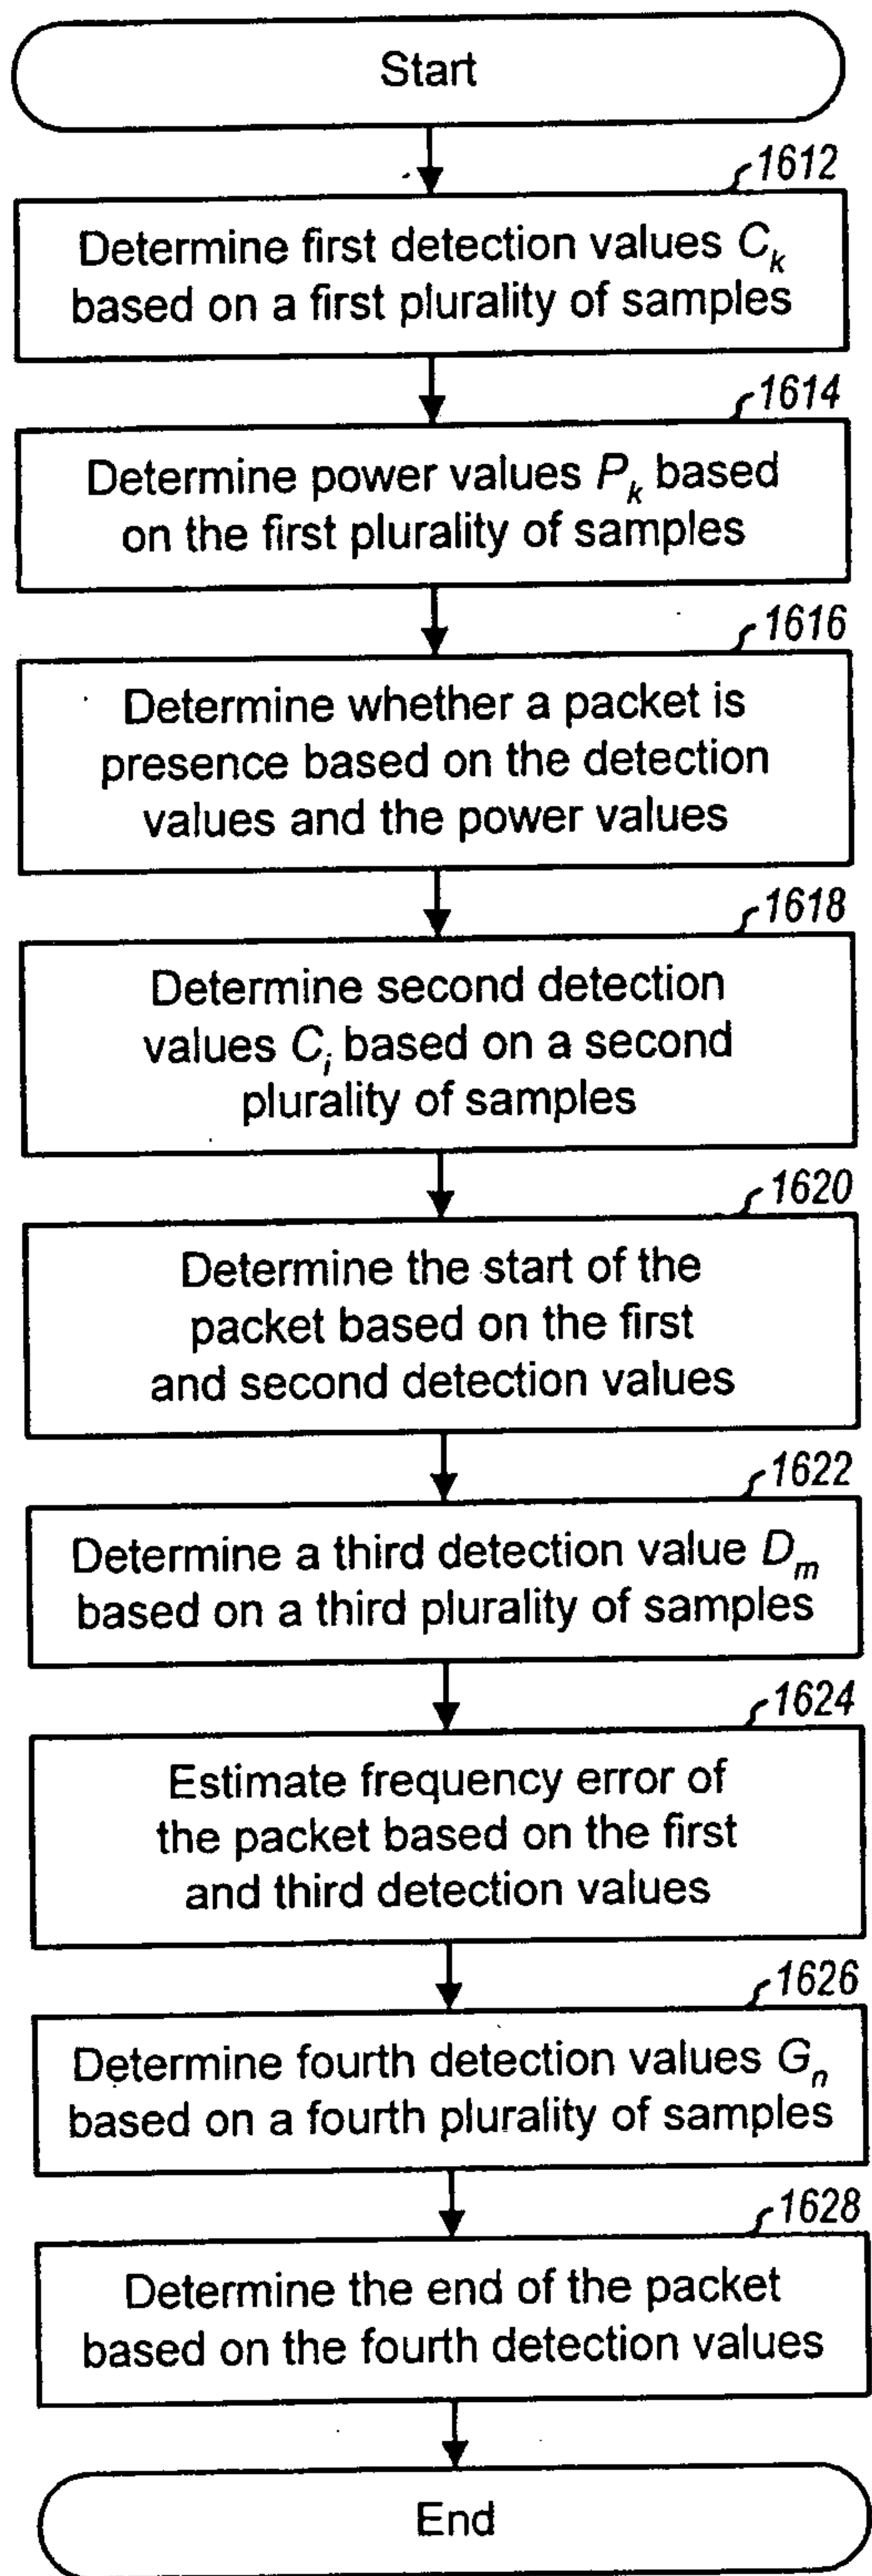 Start
1612
Determine first detection values Ck
based on a first plurality of samples
1614
Determine power values Pk based
on the first plurality of samples
1616
Determine whether a packet is
presence based on the detection
values and the power values
1618
Determine second detection
values Ci based on a second
plurality of samples
1620
Determine the start of the
packet based on the first
and second detection values
1622
Determine a third detection value Dm
based on a third plurality of samples
1624
Estimate frequency error of
the packet based on the first
and third detection values
1626
Determine fourth detection values Gn
based on a fourth plurality of samples
1628
Determine the end of the packet
based on the fourth detection values
End